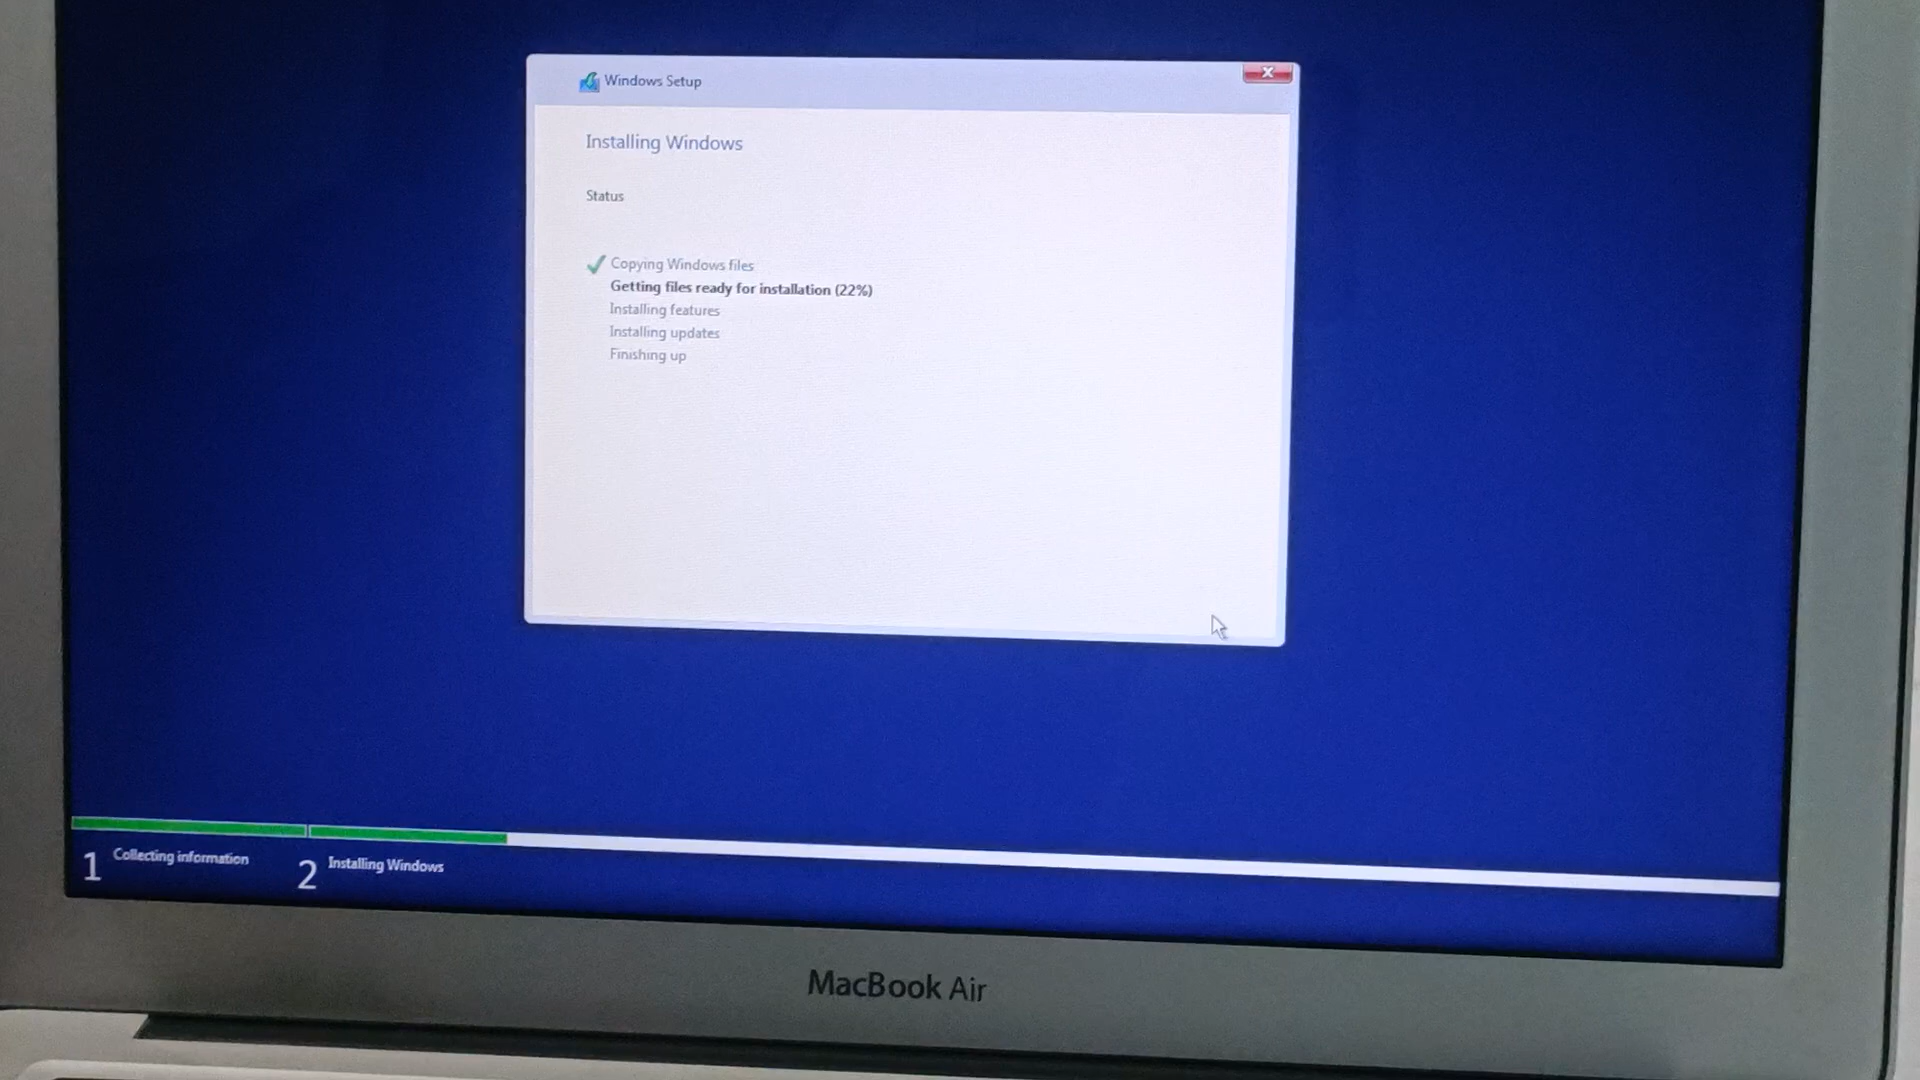 Windows Setup
Installing Windows
Status
Copying Windows files
Getting files ready for installation (22%)
Installing features
Installing updates
Finishing up
1 Collecting information
2 Installing Windows
MacBook Air